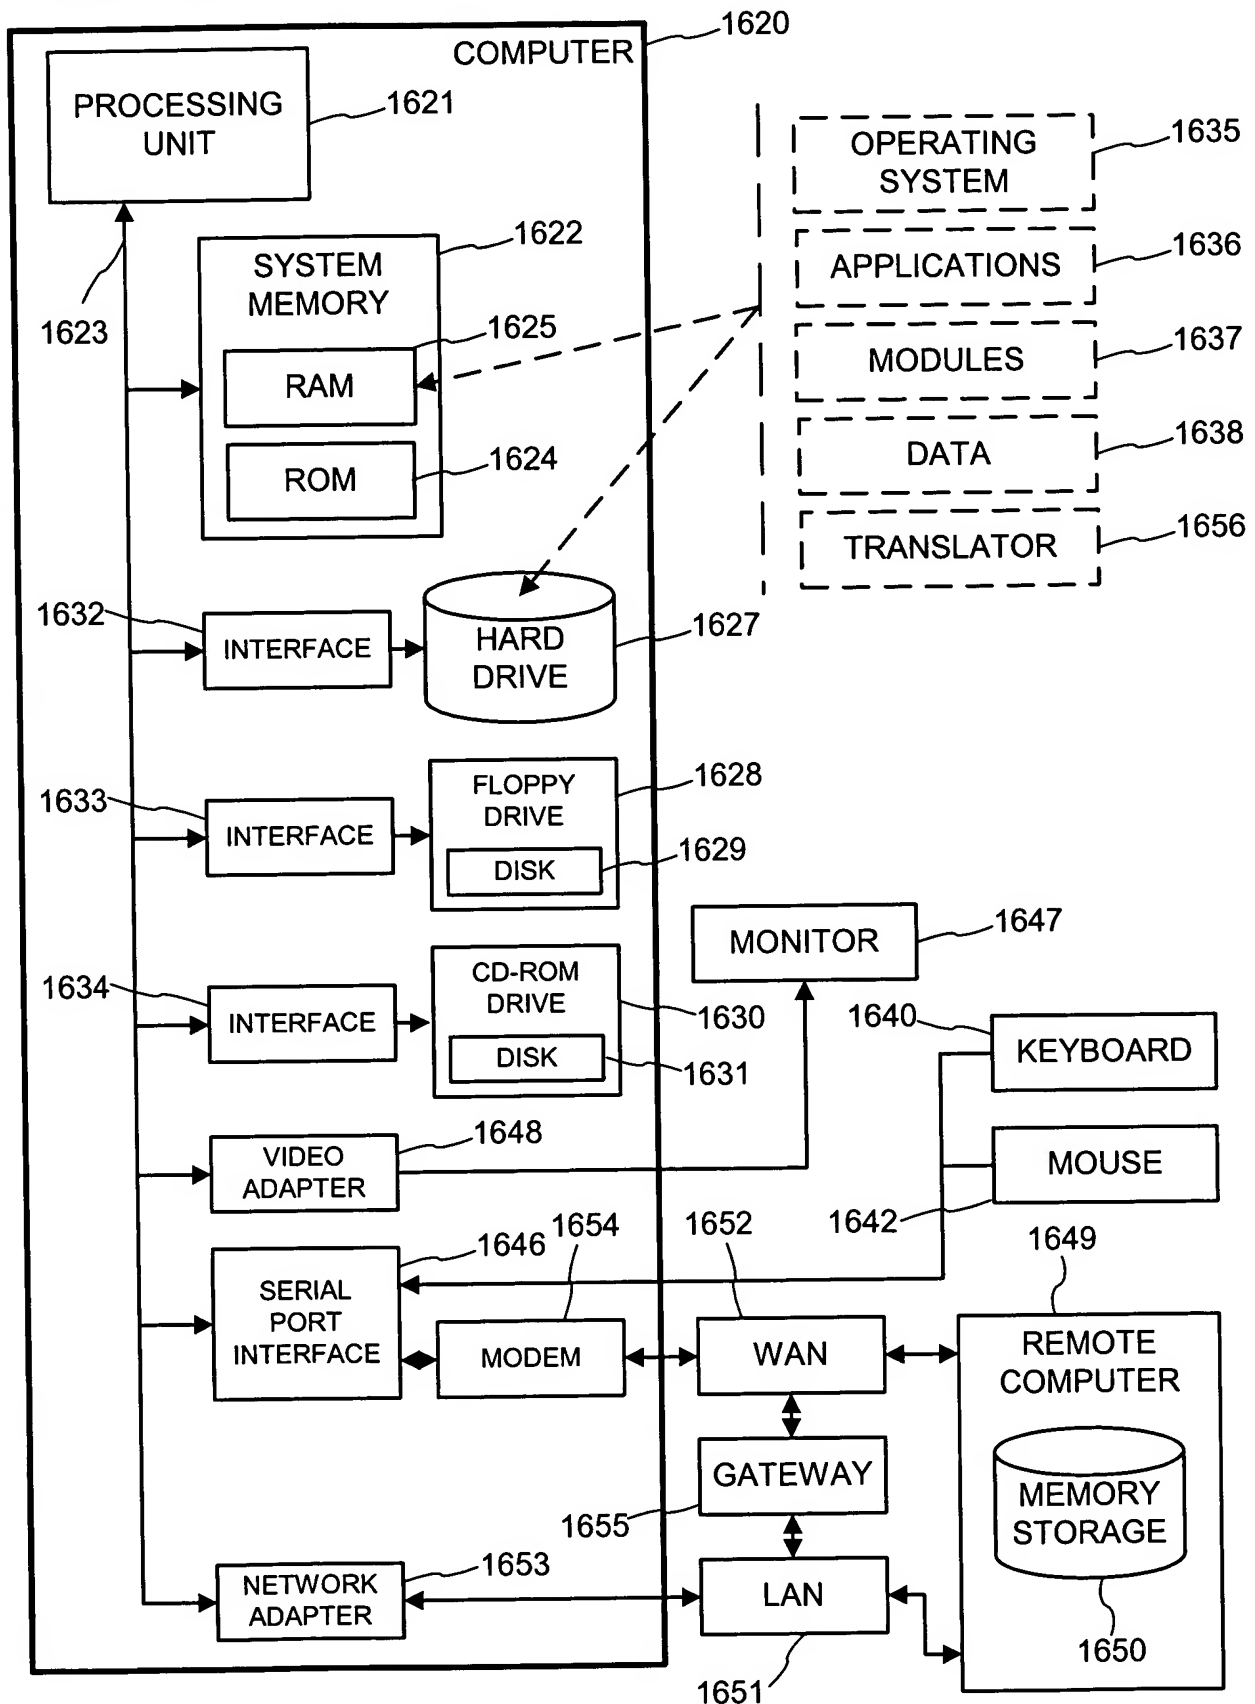 1620
COMPUTER
PROCESSING
UNIT
1621
1623
1622
SYSTEM
MEMORY
1625
RAM
1624
ROM
OPERATING
SYSTEM
1635
APPLICATIONS
1636
MODULES
1637
DATA
1638
TRANSLATOR
1656
1632
INTERFACE
HARD
DRIVE
1627
1633
INTERFACE
FLOPPY
DRIVE
1628
DISK
1629
1634
INTERFACE
CD-ROM
DRIVE
1630
DISK
1631
MONITOR
1647
1640
KEYBOARD
MOUSE
1642
1648
VIDEO
ADAPTER
1646
SERIAL
PORT
INTERFACE
1654
MODEM
1652
WAN
1649
REMOTE
COMPUTER
MEMORY
STORAGE
1650
GATEWAY
1655
1653
NETWORK
ADAPTER
LAN
1651